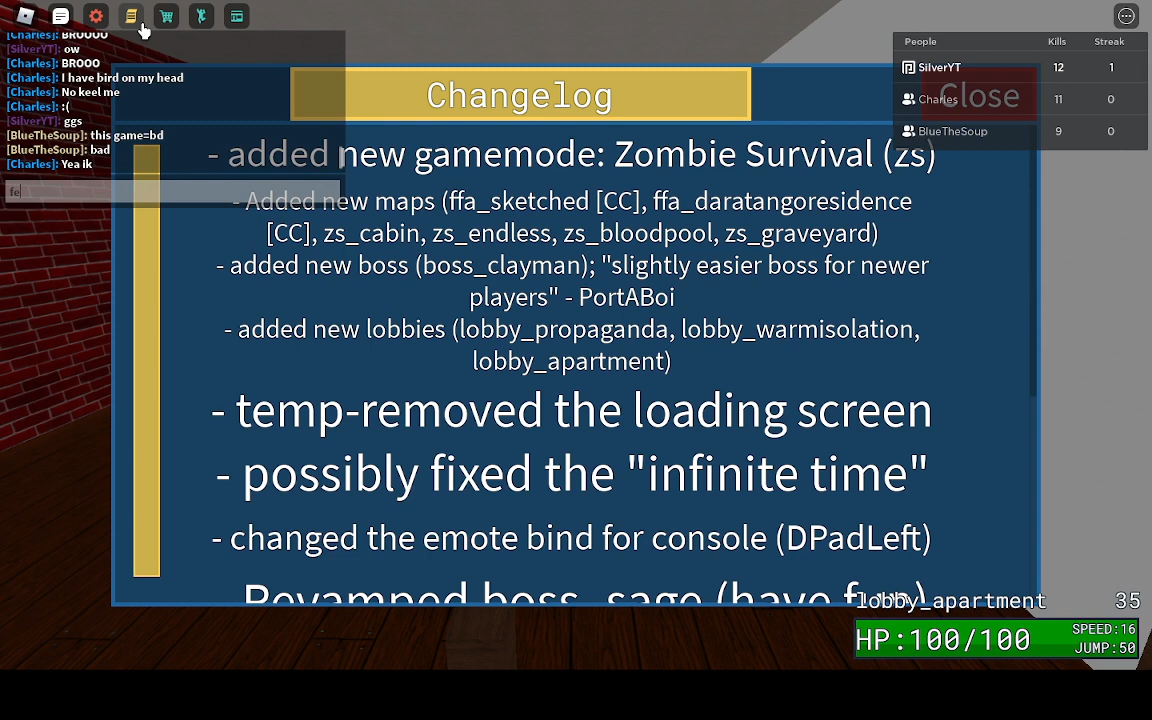 [Charles]: BROOOO
[SilverYT]: ow
[Charles]: BROOO
[Charles]: I have bird on my head
[Charles]: No keel me
[Charles]: :(
[SilverYT]: ggs
[BlueTheSoup]: this game=bd
[BlueTheSoup]: bad
[Charles]: Yea ik
fe
People Kills Streak
SilverYT 12 1
Charles 11 0
BlueTheSoup 9 0
Changelog
Close
- added new gamemode: Zombie Survival (zs)
- Added new maps (ffa_sketched [CC], ffa_daratangoresidence
[CC], zs_cabin, zs_endless, zs_bloodpool, zs_graveyard)
- added new boss (boss_clayman); "slightly easier boss for newer
players" - PortABoi
- added new lobbies (lobby_propaganda, lobby_warmisolation,
lobby_apartment)
- temp-removed the loading screen
- possibly fixed the "infinite time"
- changed the emote bind for console (DPadLeft)
Revamped boss_sage (have fun)
lobby_apartment 35
HP:100/100
SPEED:16
JUMP:50